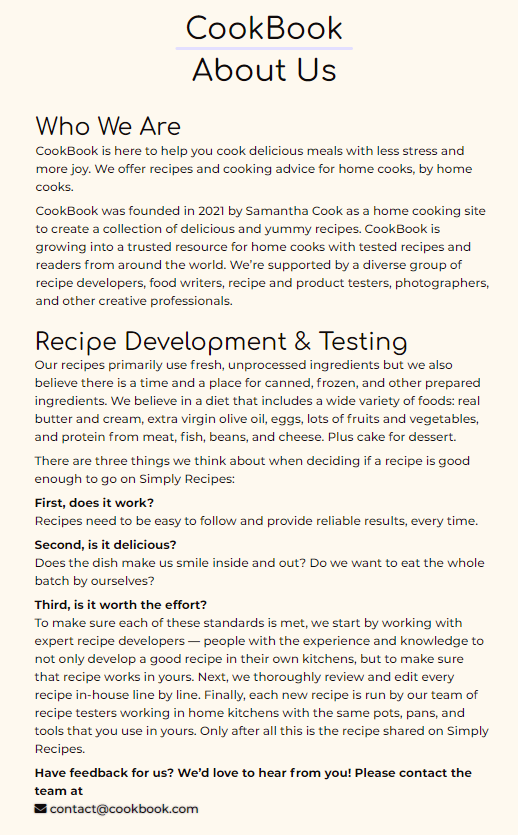 CookBook
About Us
Who We Are
CookBook is here to help you cook delicious meals with less stress and
more joy. We offer recipes and cooking advice for home cooks, by home
cooks.
CookBook was founded in 2021 by Samantha Cook as a home cooking site
to create a collection of delicious and yummy recipes. CookBook is
growing into a trusted resource for home cooks with tested recipes and
readers from around the world. We’re supported by a diverse group of
recipe developers, food writers, recipe and product testers, photographers,
and other creative professionals.
Recipe Development & Testing
Our recipes primarily use fresh, unprocessed ingredients but we also
believe there is a time and a place for canned, frozen, and other prepared
ingredients. We believe in a diet that includes a wide variety of foods: real
butter and cream, extra virgin olive oil, eggs, lots of fruits and vegetables,
and protein from meat, fish, beans, and cheese. Plus cake for dessert.
There are three things we think about when deciding if a recipe is good
enough to go on Simply Recipes:
First, does it work?
Recipes need to be easy to follow and provide reliable results, every time.
Second, is it delicious?
Does the dish make us smile inside and out? Do we want to eat the whole
batch by ourselves?
Third, is it worth the effort?
To make sure each of these standards is met, we start by working with
expert recipe developers — people with the experience and knowledge to
not only develop a good recipe in their own kitchens, but to make sure
that recipe works in yours. Next, we thoroughly review and edit every
recipe in-house line by line. Finally, each new recipe is run by our team of
recipe testers working in home kitchens with the same pots, pans, and
tools that you use in yours. Only after all this is the recipe shared on Simply
Recipes.
Have feedback for us? We’d love to hear from you! Please contact the
team at
contact@cookbook.com